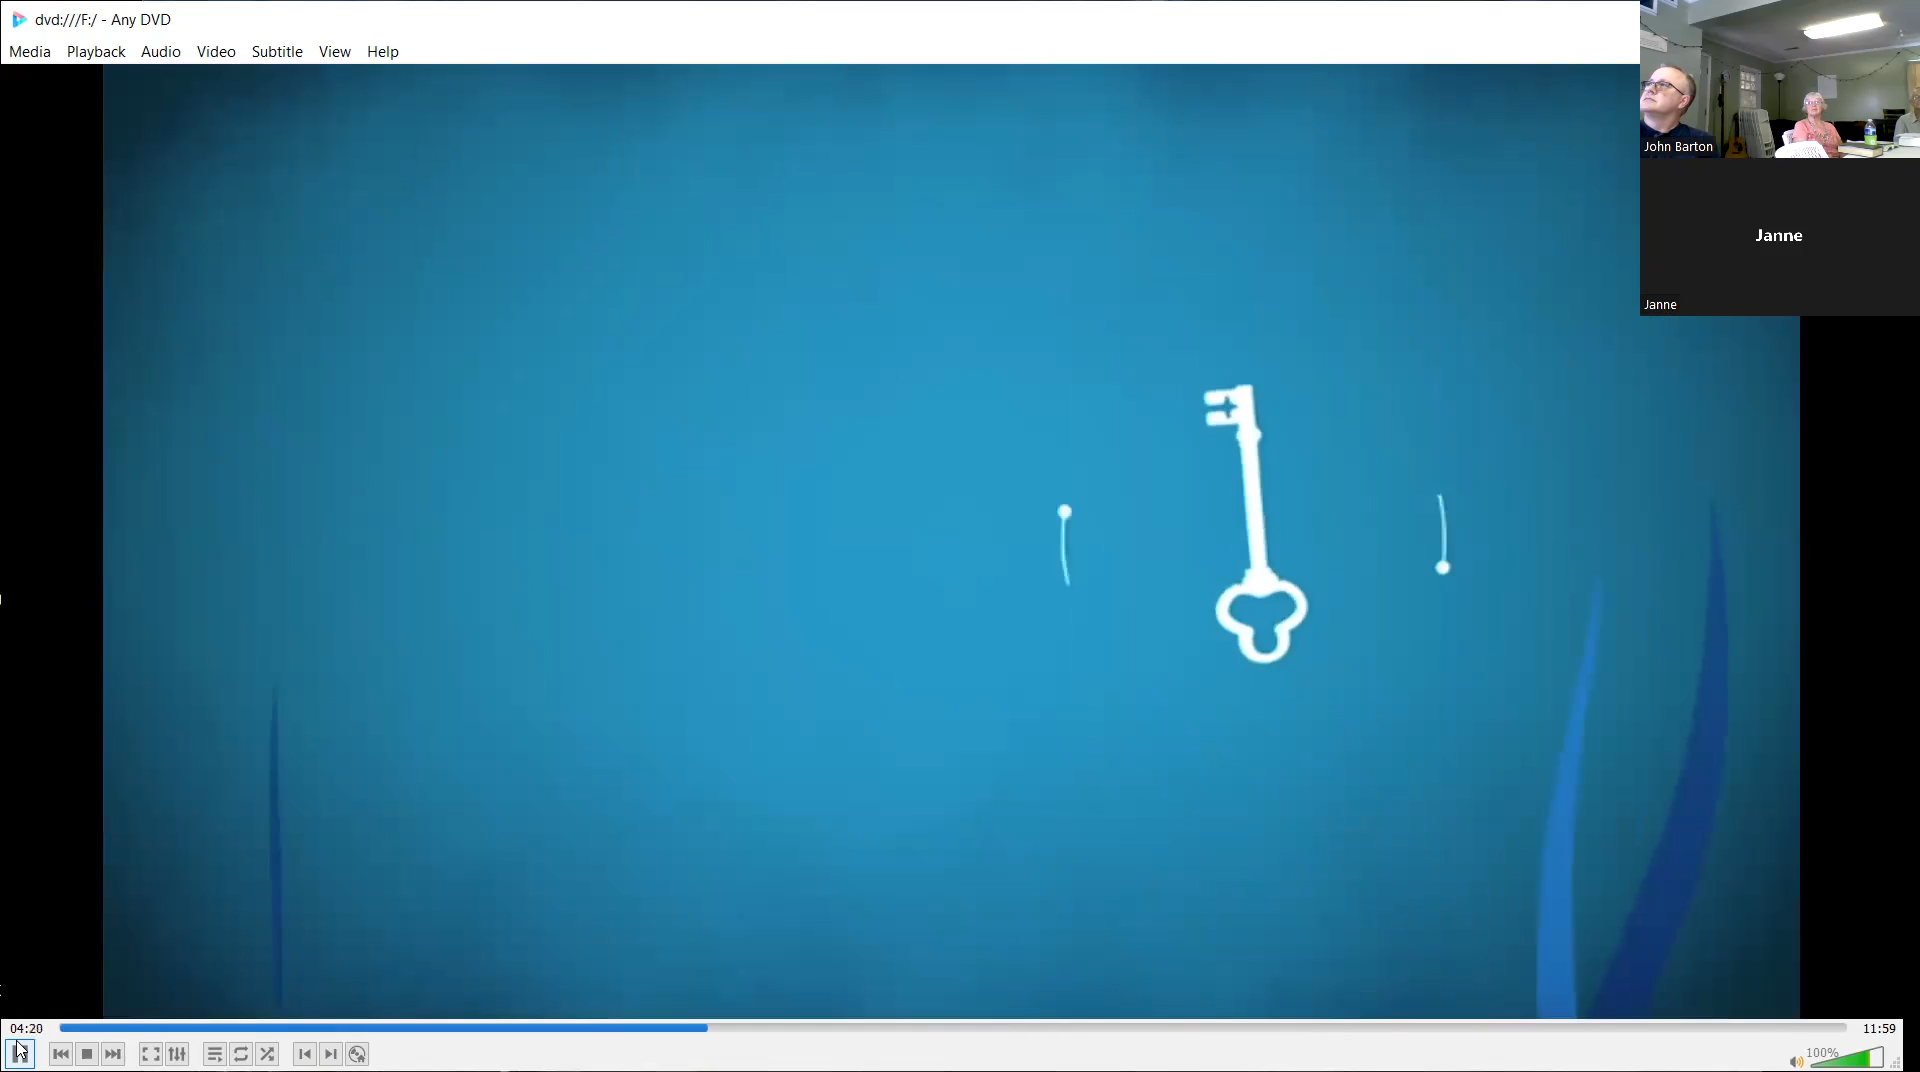 dvd:///F:/ - Any DVD
Media Playback Audio Video Subtitle View Help
John Barton
Janne
Janne
04:20
11:59
100%